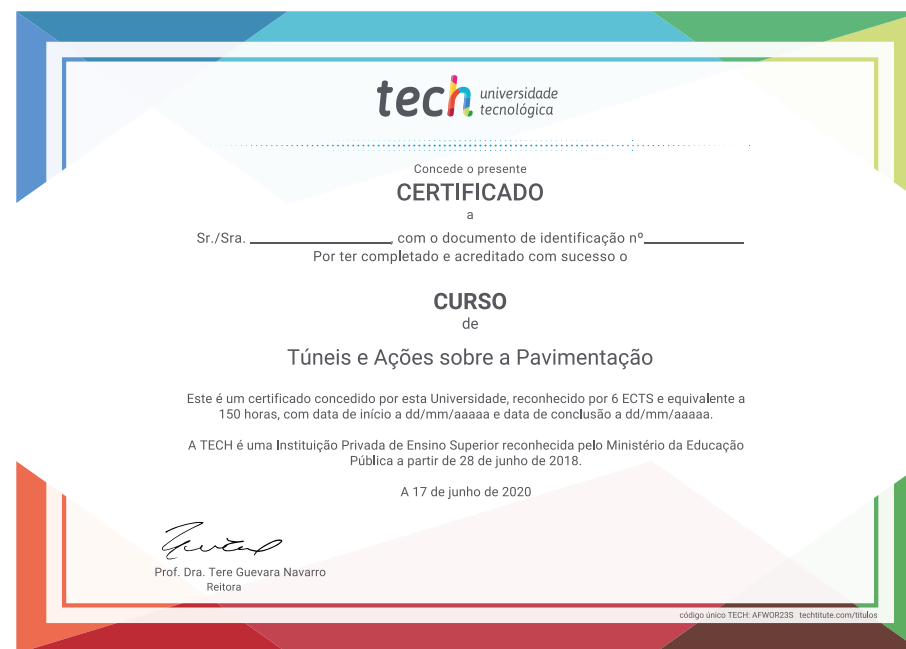 tech universidade
tecnológica
Concede o presente
CERTIFICADO
a
Sr./Sra. ___________________, com o documento de identificação nº______________
Por ter completado e acreditado com sucesso o
CURSO
de
Túneis e Ações sobre a Pavimentação
Este é um certificado concedido por esta Universidade, reconhecido por 6 ECTS e equivalente a
150 horas, com data de início a dd/mm/aaaaa e data de conclusão a dd/mm/aaaaa.
A TECH é uma Instituição Privada de Ensino Superior reconhecida pelo Ministério da Educação
Pública a partir de 28 de junho de 2018.
A 17 de junho de 2020
Prof. Dra. Tere Guevara Navarro
Reitora
código único TECH: AFWOR23S techtitute.com/titulos